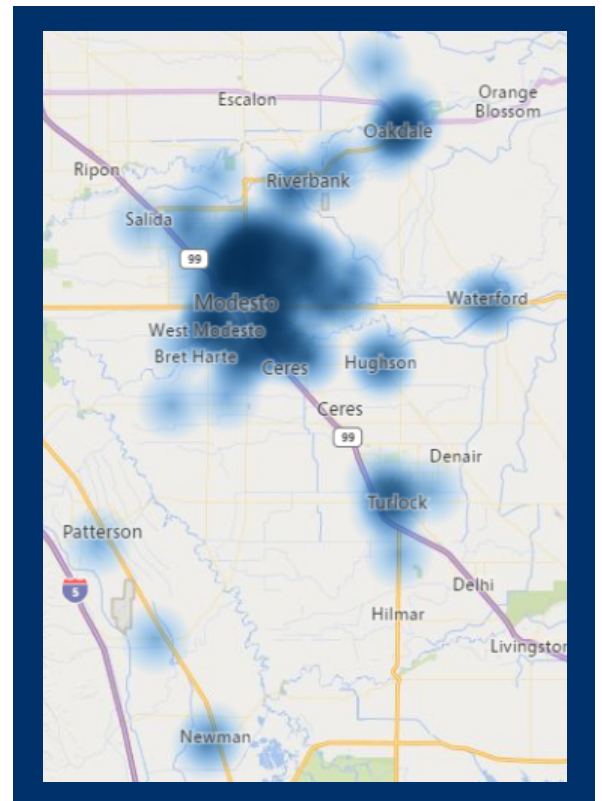 Orange
Blossom
Escalon
Oakdale
Ripon
Riverbank
Salida
99
Modesto
Waterford
West Modesto
Bret Harte
Hughson
Ceres
Ceres
99
Denair
Turlock
Patterson
5
Delhi
Hilmar
Livingston
Newman